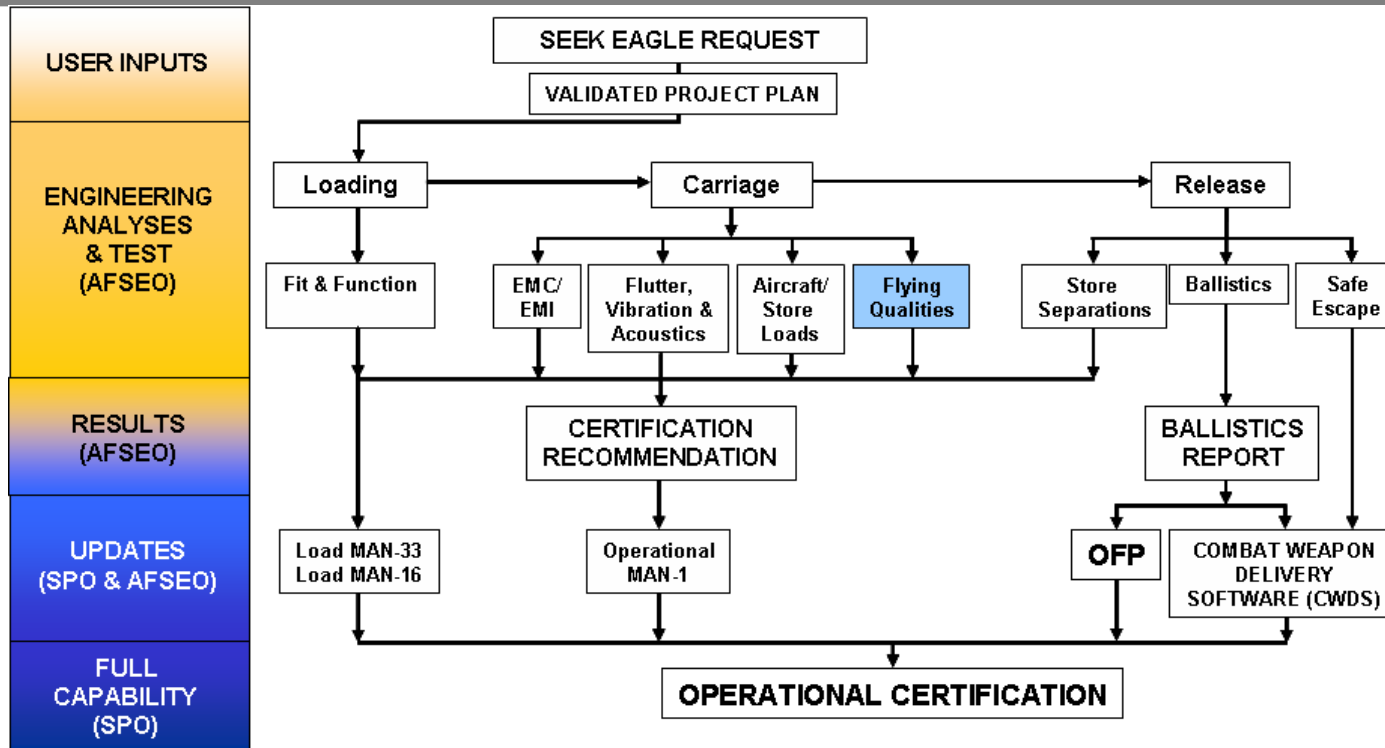 USER INPUTS
SEEK EAGLE REQUEST
VALIDATED PROJECT PLAN
ENGINEERING
ANALYSES
& TEST
(AFSEO)
Loading
Carriage
Release
Fit & Function
EMC/
EMI
Flutter,
Vibration &
Acoustics
Aircraft/
Store
Loads
Flying
Qualities
Store
Separations
Ballistics
Safe
Escape
RESULTS
(AFSEO)
CERTIFICATION
RECOMMENDATION
BALLISTICS
REPORT
UPDATES
(SPO & AFSEO)
Load MAN-33
Load MAN-16
Operational
MAN-1
OFP
COMBAT WEAPON
DELIVERY
SOFTWARE (CWDS)
FULL
CAPABILITY
(SPO)
OPERATIONAL CERTIFICATION